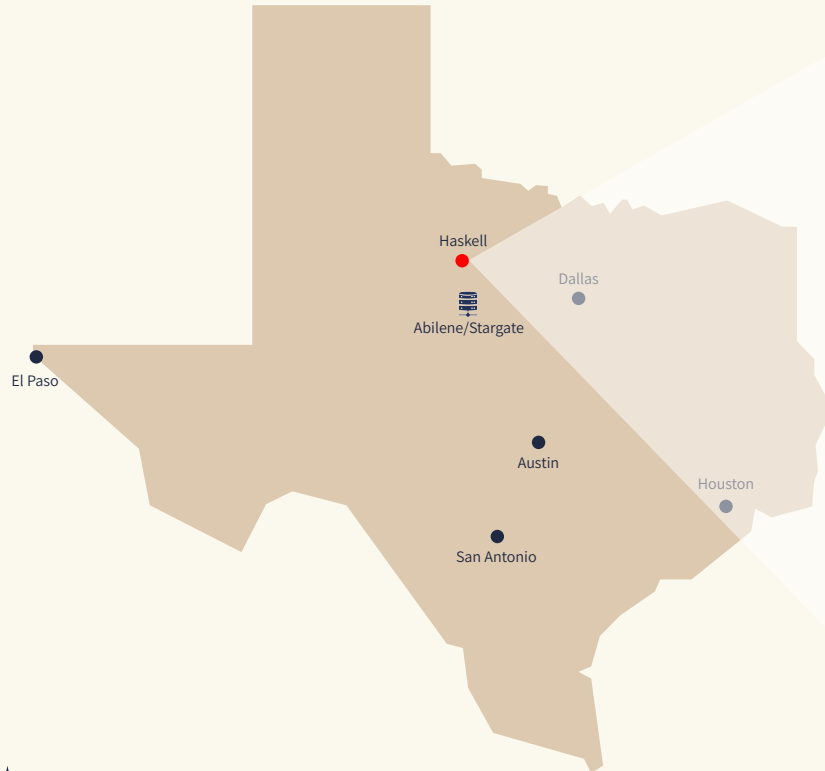 Haskell
Dallas
Abilene/Stargate
El Paso
Austin
Houston
San Antonio